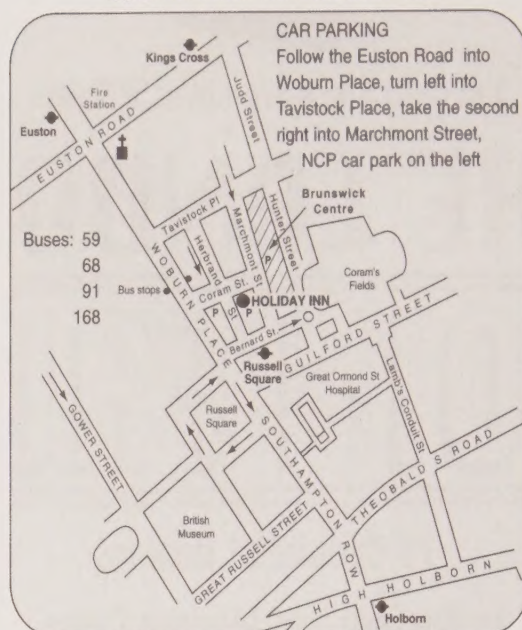 CAR PARKING
Follow the Euston Road into
Woburn Place, turn left into
Tavistock Place, take the second
right into Marchmont Street,
NCP car park on the left
Kings Cross
Fire
Station
Euston
EUSTON ROAD
Judd Street
Tavistock Pl
Brunswick
Centre
Hunter Street
Marchmont St
Herbrand St.
P
WOBURN PLACE
Buses: 59
68
91
168
Bus stops
Coram St.
P
P
HOLIDAY INN
Coram's
Fields
Bernard St.
Russell
Square
GUILFORD STREET
Great Ormond St
Hospital
Lamb's Conduit St
Russell
Square
GOWER STREET
SOUTHAMPTON ROW
THEOBALD S ROAD
British
Museum
GREAT RUSSELL STREET
HIGH HOLBORN
Holborn